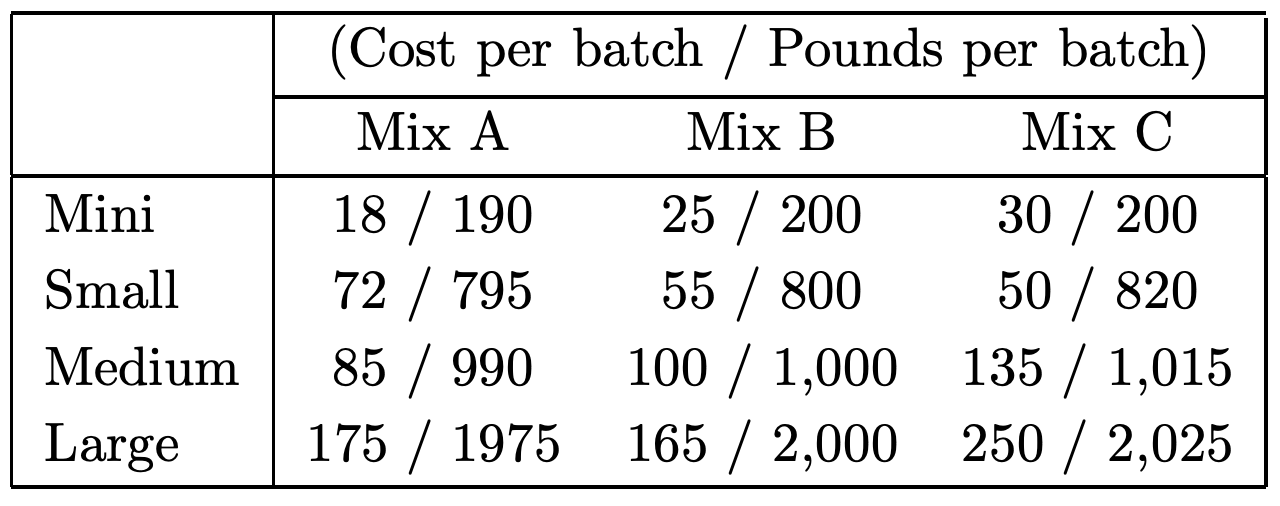 (Cost per batch / Pounds per batch)
Mix A Mix B Mix C
Mini 18 / 190 25 / 200 30 / 200
Small 72 / 795 55 / 800 50 / 820
Medium 85 / 990 100 / 1,000 135 / 1,015
Large 175 / 1975 165 / 2,000 250 / 2,025